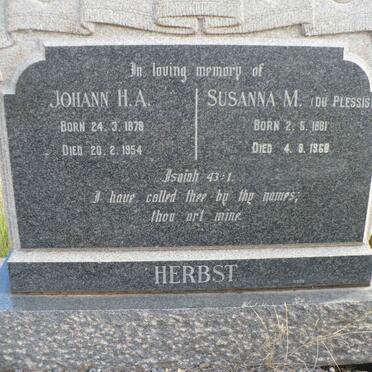 In loving memory of
JOHANN H.A.
BORN 24. 3. 1878
DIED 20. 2. 1954
SUSANNA M. (DU PLESSIS)
BORN 2. 5. 1881
DIED 4. 8. 1968
Isaiah 43:1.
I have called thee by thy names;
thou art mine.
HERBST